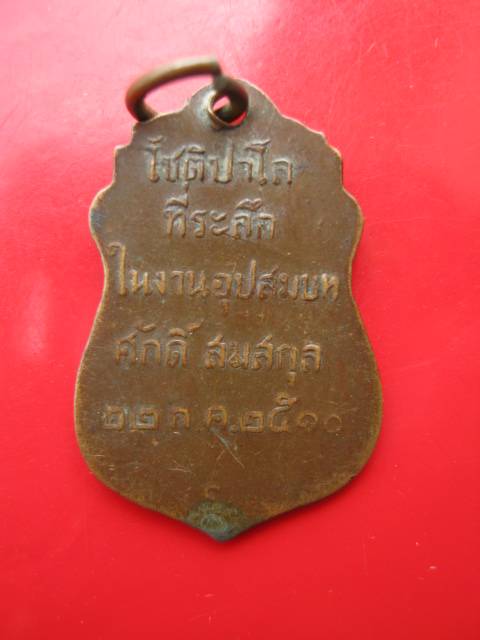 โชติปาโล
ที่ระลึก
ในงานอุปสมบท
ศักดิ์ สมสกุล
๒๒ ก.ค.๒๕๑๐